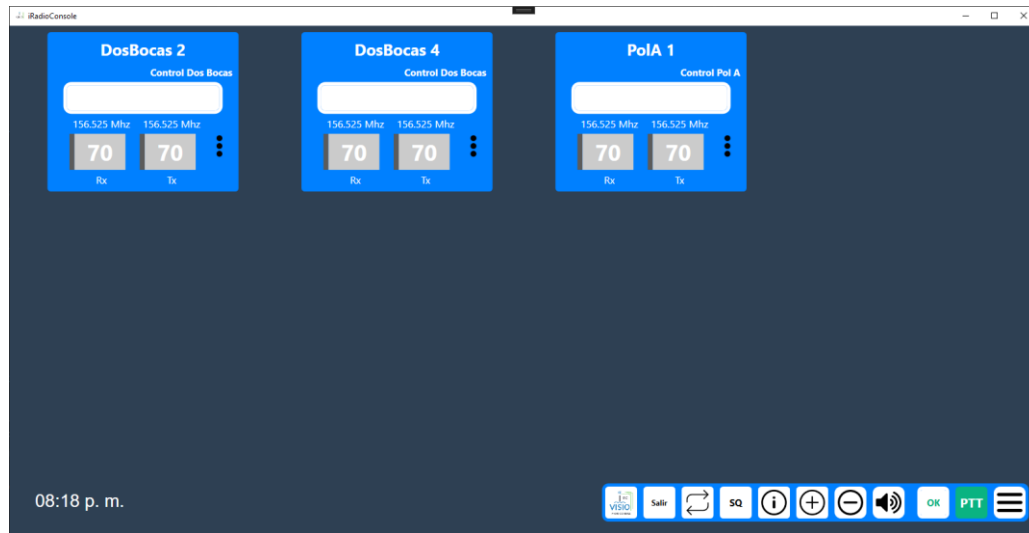 iRadioConsole
DosBocas 2
Control Dos Bocas
156.525 Mhz 156.525 Mhz
70 70
Rx Tx
DosBocas 4
Control Dos Bocas
156.525 Mhz 156.525 Mhz
70 70
Rx Tx
PolA 1
Control Pol A
156.525 Mhz 156.525 Mhz
70 70
Rx Tx
08:18 p. m.
VISIO
Salir
SQ
OK
PTT